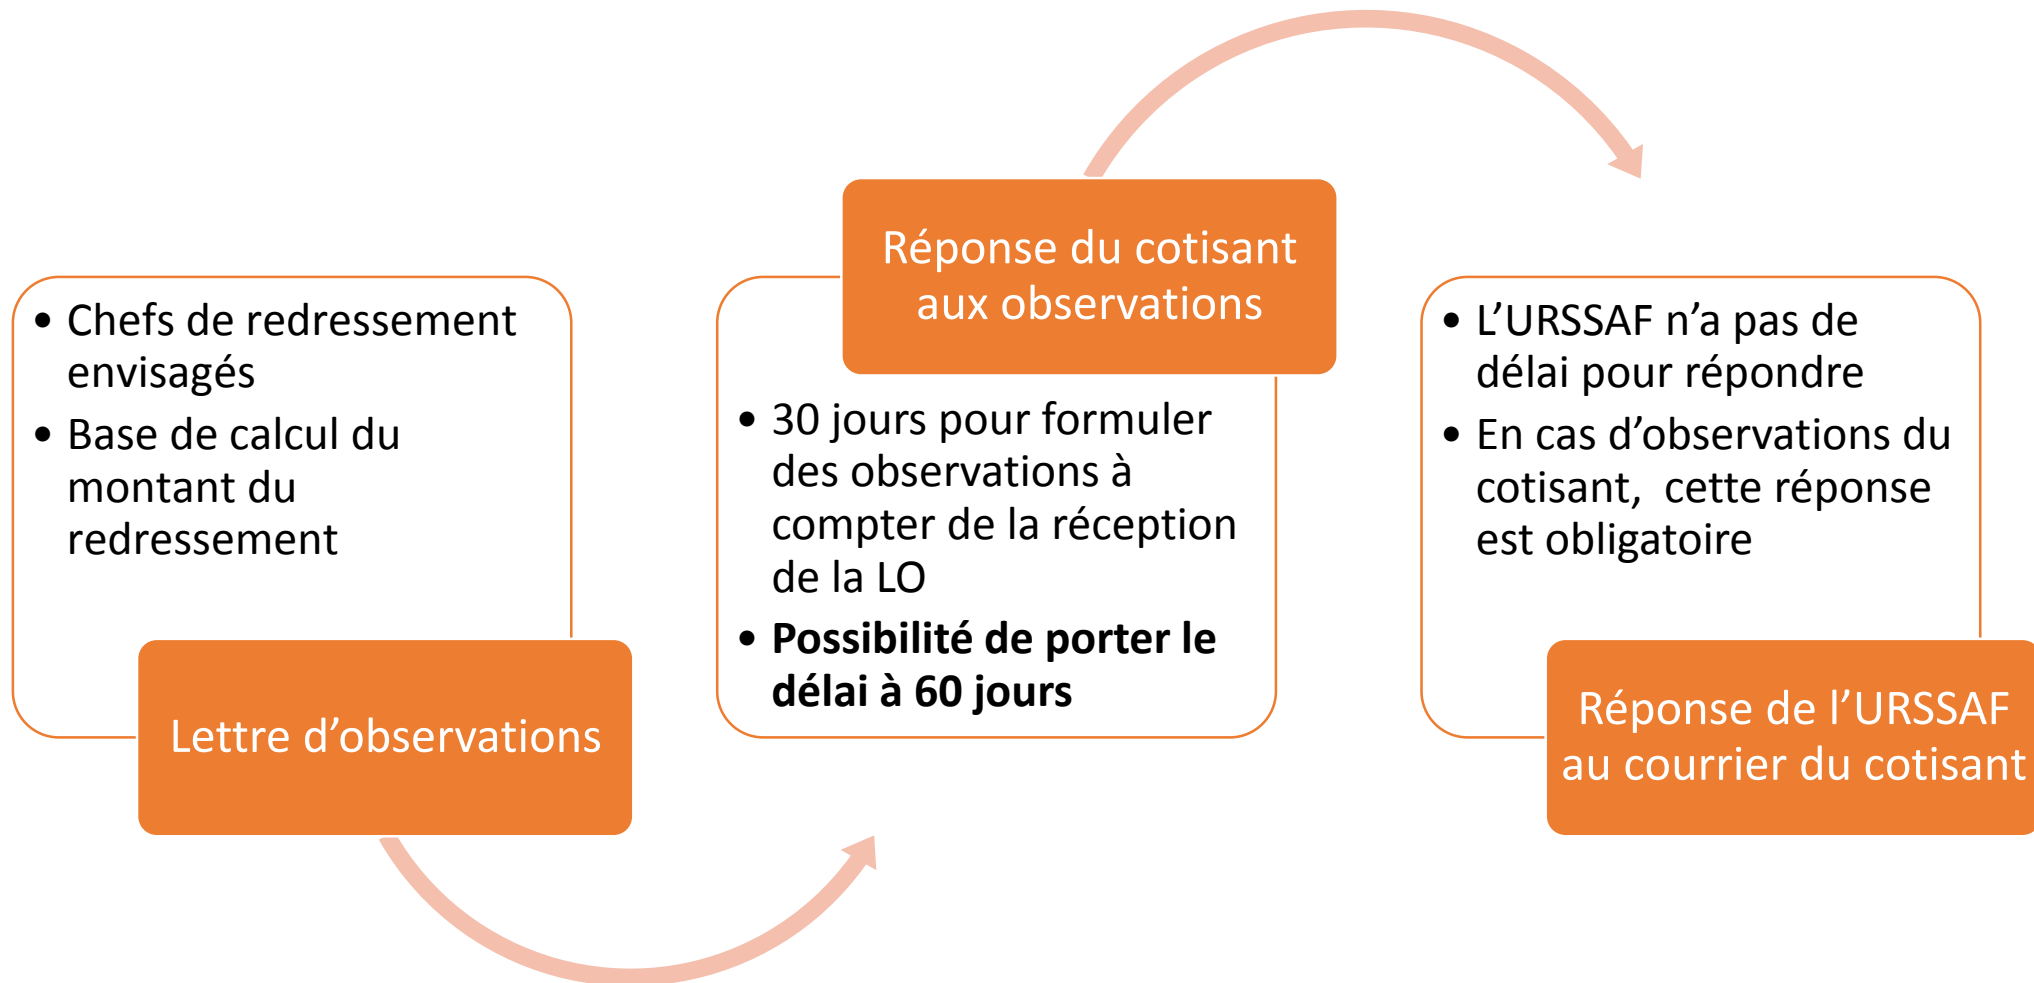 • Chefs de redressement
envisagés
• Base de calcul du
montant du
redressement
Lettre d’observations
Réponse du cotisant
aux observations
• 30 jours pour formuler
des observations à
compter de la réception
de la LO
• Possibilité de porter le
délai à 60 jours
• L’URSSAF n’a pas de
délai pour répondre
• En cas d’observations du
cotisant,  cette réponse
est obligatoire
Réponse de l’URSSAF
au courrier du cotisant